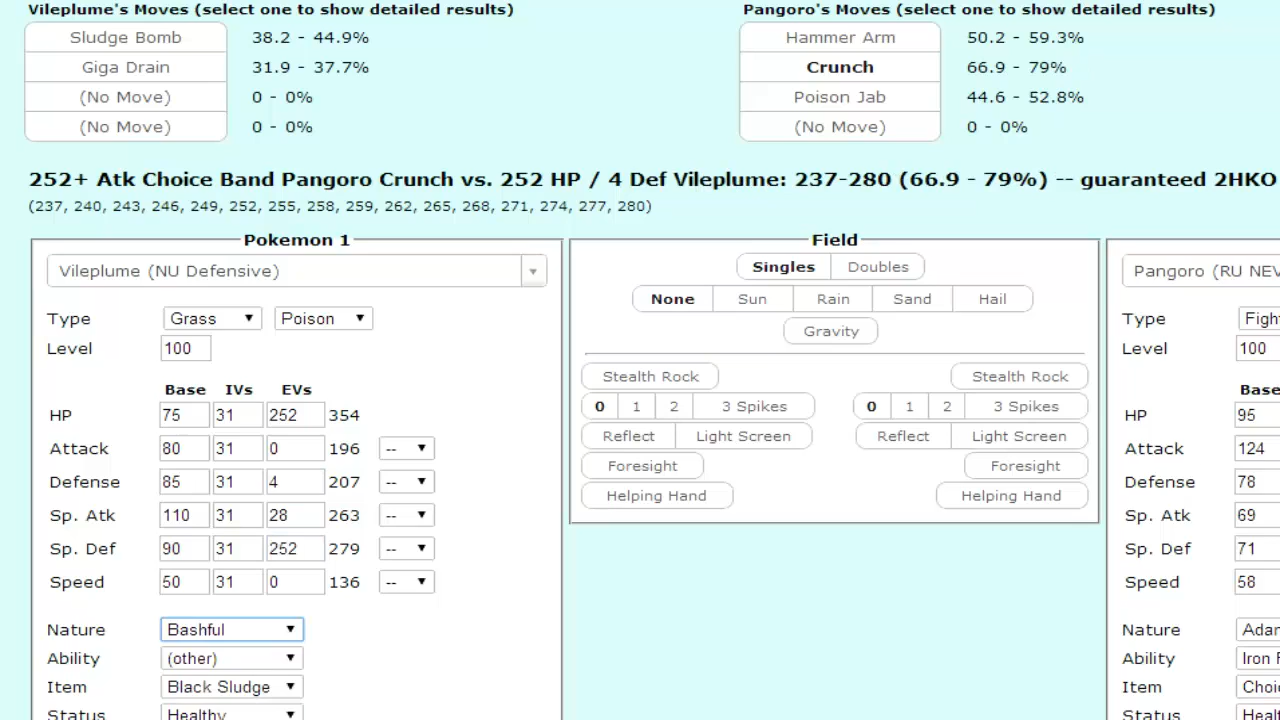 Vileplume's Moves (select one to show detailed results) Pangoro's Moves (select one to show detailed results)
Sludge Bomb 38.2 - 44.9% Hammer Arm 50.2 - 59.3%
Giga Drain 31.9 - 37.7% Crunch 66.9 - 79%
(No Move) 0 - 0% Poison Jab 44.6 - 52.8%
(No Move) 0 - 0% (No Move) 0 - 0%
252+ Atk Choice Band Pangoro Crunch vs. 252 HP / 4 Def Vileplume: 237-280 (66.9 - 79%) -- guaranteed 2HKO
(237, 240, 243, 246, 249, 252, 255, 258, 259, 262, 265, 268, 271, 274, 277, 280)
Pokemon 1 Field
Vileplume (NU Defensive) Singles Doubles Pangoro (RU NEV
None Sun Rain Sand Hail
Type Grass Poison Gravity Type Figh
Level 100 Level 100
Stealth Rock Stealth Rock
Base IVs EVs Base
HP 75 31 252 354 0 1 2 3 Spikes 0 1 2 3 Spikes HP 95
Attack 80 31 0 196 -- Reflect Light Screen Reflect Light Screen Attack 124
Defense 85 31 4 207 -- Foresight Foresight Defense 78
Sp. Atk 110 31 28 263 -- Helping Hand Helping Hand Sp. Atk 69
Sp. Def 90 31 252 279 -- Sp. Def 71
Speed 50 31 0 136 -- Speed 58
Nature Bashful Nature Adar
Ability (other) Ability Iron F
Item Black Sludge Item Choi
Status Healthy Status Healt